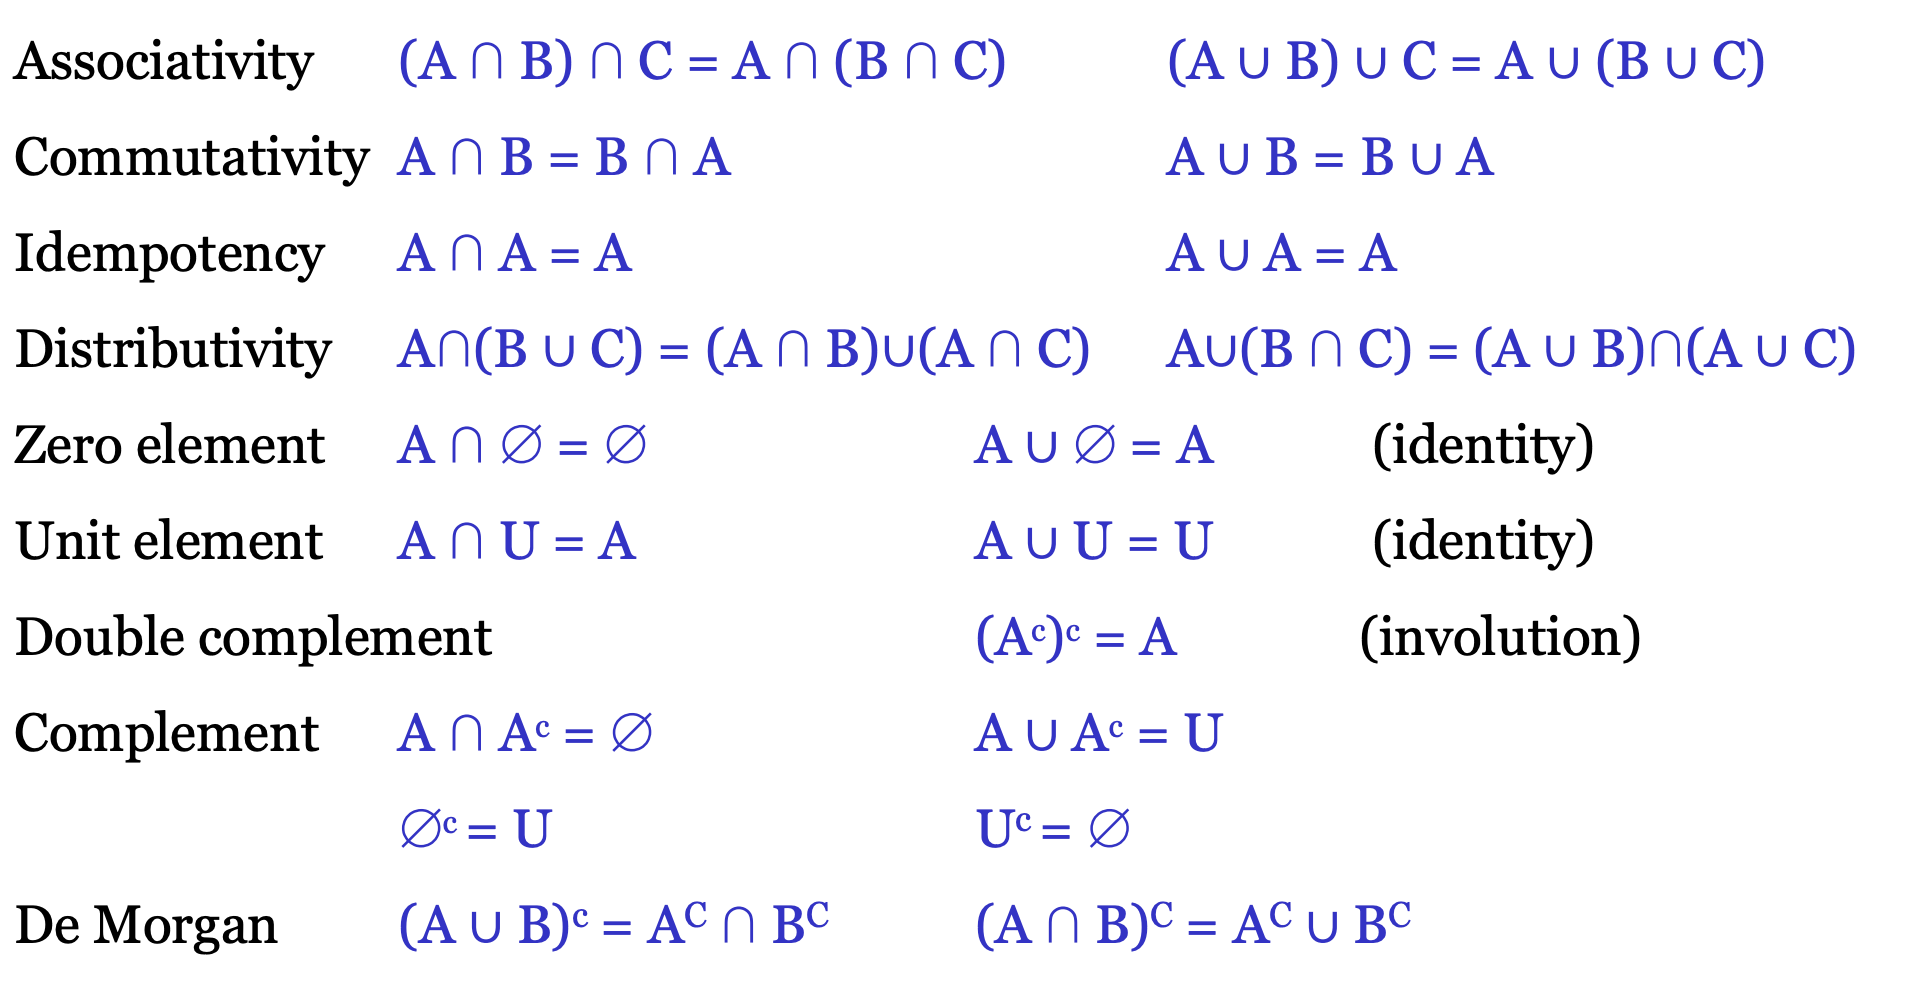 Associativity (A ∩ B) ∩ C = A ∩ (B ∩ C) (A ∪ B) ∪ C = A ∪ (B ∪ C)
Commutativity A ∩ B = B ∩ A A ∪ B = B ∪ A
Idempotency A ∩ A = A A ∪ A = A
Distributivity A∩(B ∪ C) = (A ∩ B)∪(A ∩ C) A∪(B ∩ C) = (A ∪ B)∩(A ∪ C)
Zero element A ∩ ∅ = ∅ A ∪ ∅ = A (identity)
Unit element A ∩ U = A A ∪ U = U (identity)
Double complement (Aᶜ)ᶜ = A (involution)
Complement A ∩ Aᶜ = ∅ A ∪ Aᶜ = U
∅ᶜ = U Uᶜ = ∅
De Morgan (A ∪ B)ᶜ = Aᶜ ∩ Bᶜ (A ∩ B)ᶜ = Aᶜ ∪ Bᶜ